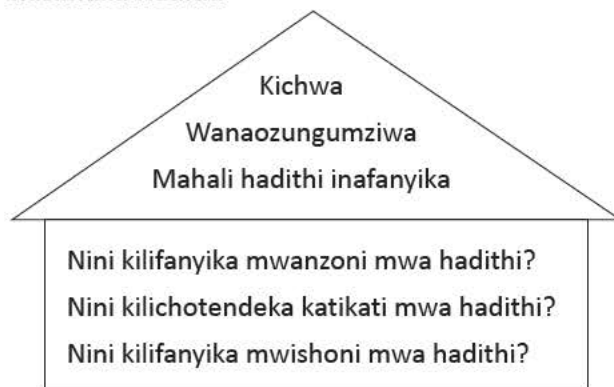 Kichwa
Wanaozungumziwa
Mahali hadithi inafanyika
Nini kilifanyika mwanzoni mwa hadithi?
Nini kilichotendeka katikati mwa hadithi?
Nini kilifanyika mwishoni mwa hadithi?